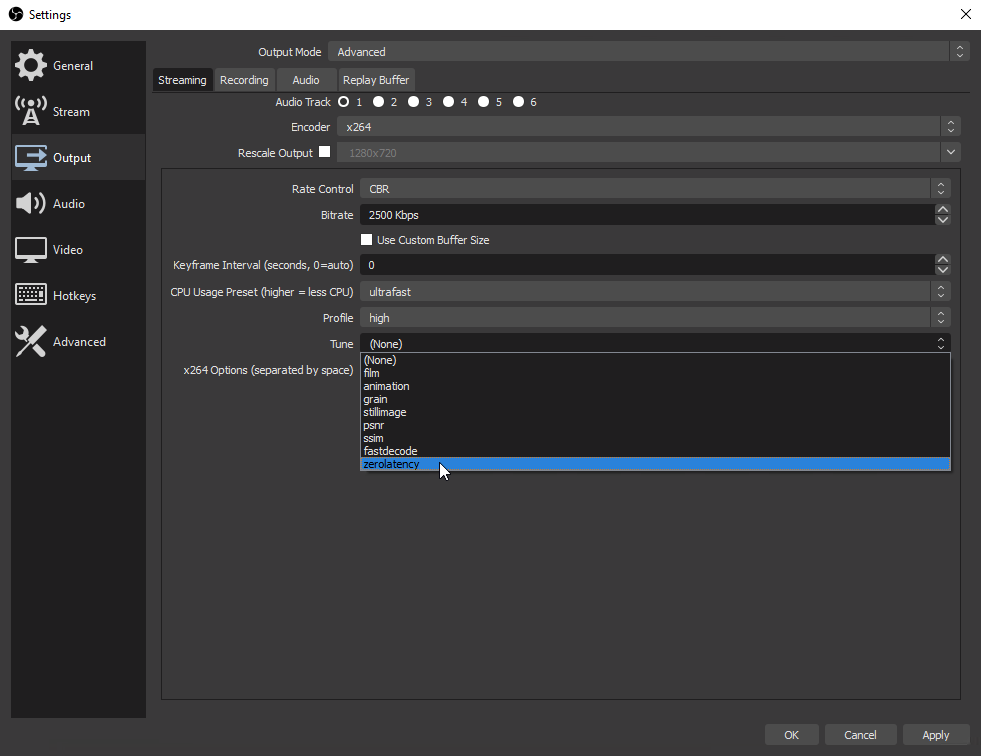 Settings
General
Stream
Output
Audio
Video
Hotkeys
Advanced
Output Mode Advanced
Streaming Recording Audio Replay Buffer
Audio Track 1 2 3 4 5 6
Encoder x264
Rescale Output 1280x720
Rate Control CBR
Bitrate 2500 Kbps
Use Custom Buffer Size
Keyframe Interval (seconds, 0=auto) 0
CPU Usage Preset (higher = less CPU) ultrafast
Profile high
Tune (None)
x264 Options (separated by space)
(None)
film
animation
grain
stillimage
psnr
ssim
fastdecode
zerolatency
OK Cancel Apply